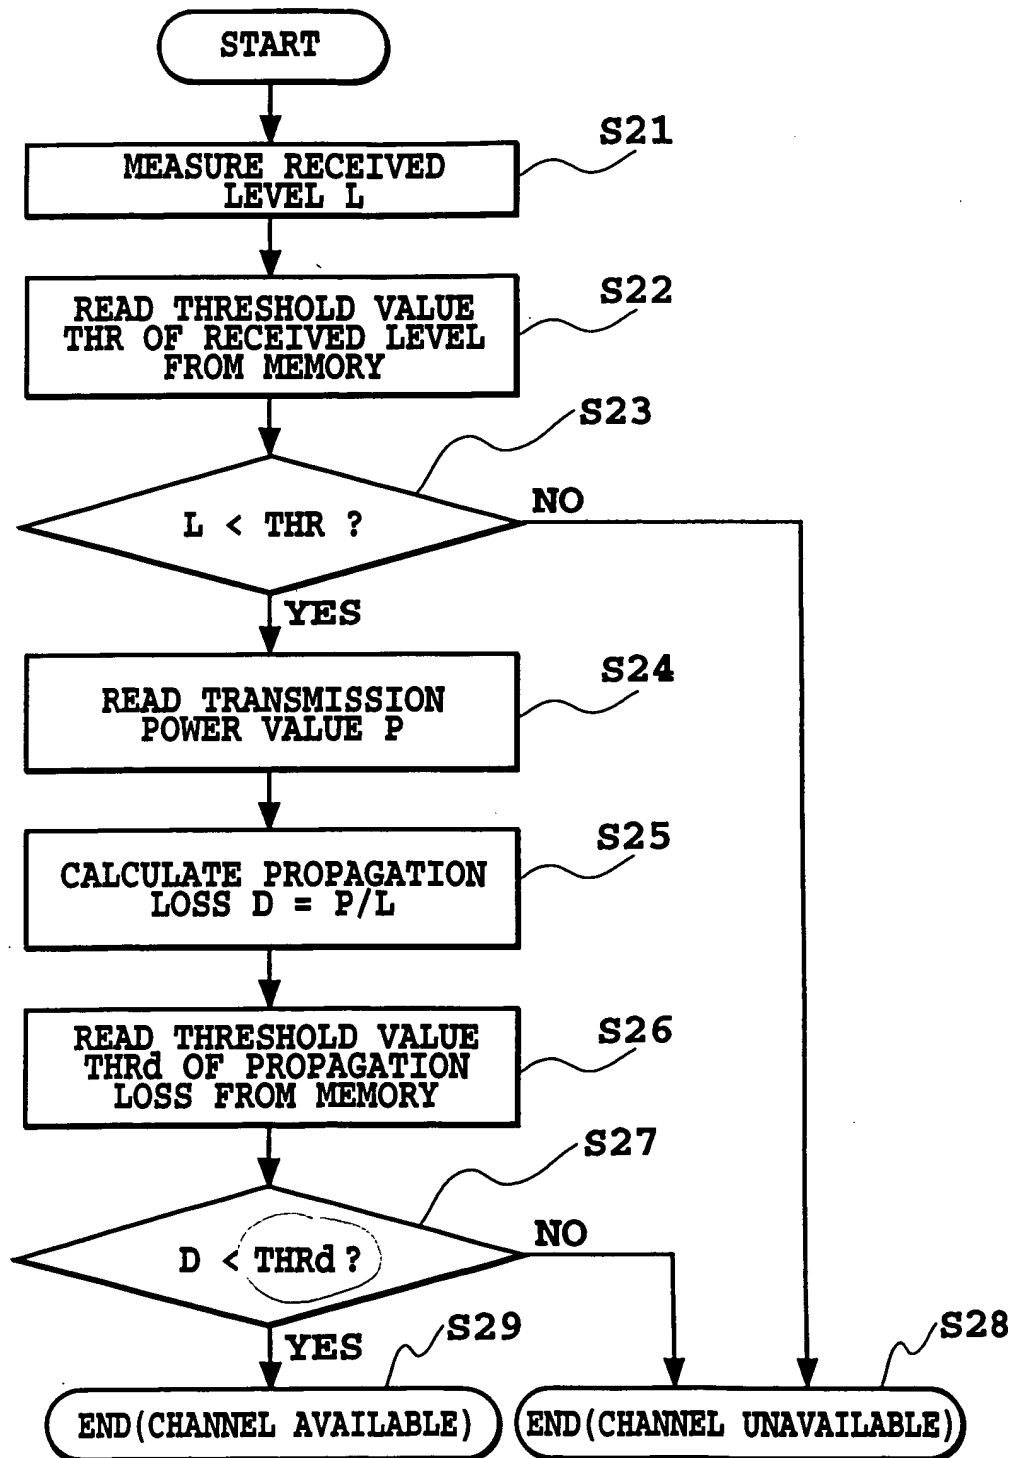 START
S21
MEASURE RECEIVED
LEVEL L
S22
READ THRESHOLD VALUE
THR OF RECEIVED LEVEL
FROM MEMORY
S23
L < THR ?
NO
YES
S24
READ TRANSMISSION
POWER VALUE P
S25
CALCULATE PROPAGATION
LOSS D = P/L
S26
READ THRESHOLD VALUE
THRd OF PROPAGATION
LOSS FROM MEMORY
S27
D < THRd ?
NO
YES
S29
S28
END(CHANNEL AVAILABLE)
END(CHANNEL UNAVAILABLE)